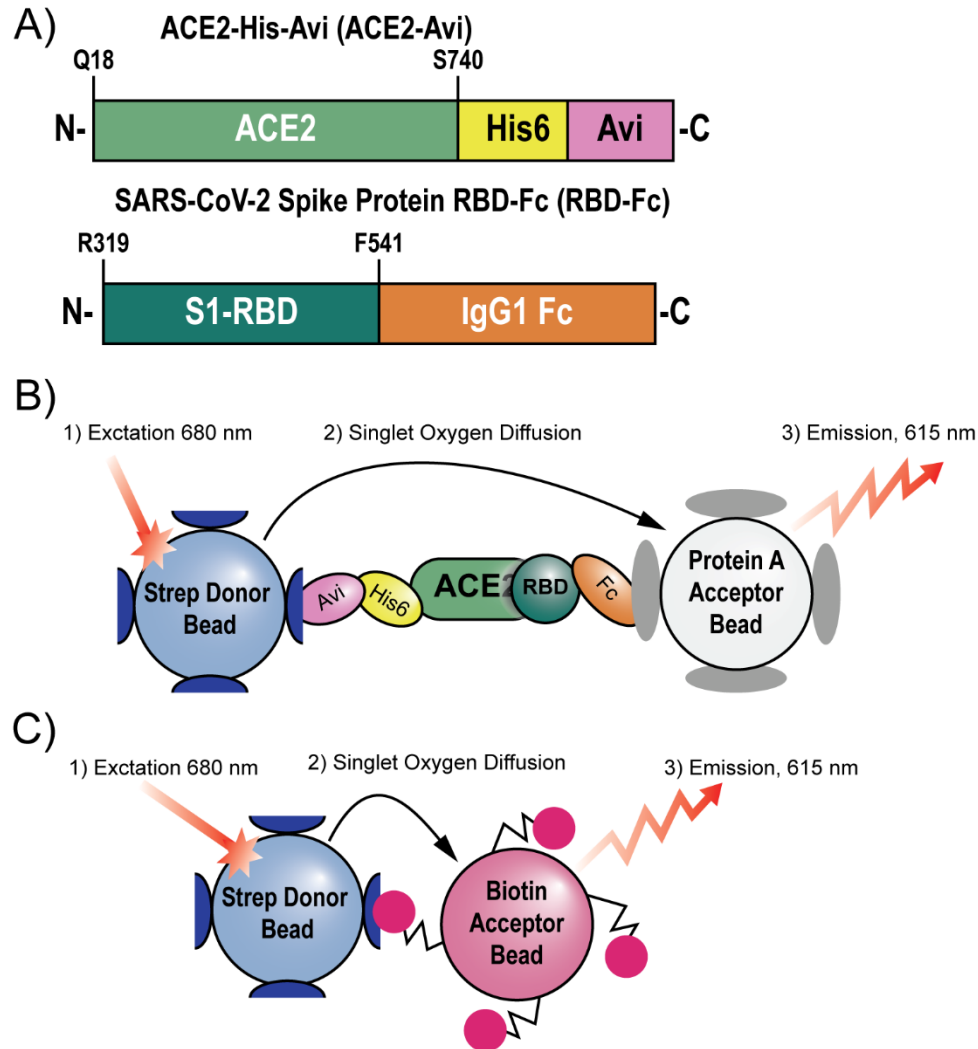 A)
ACE2-His-Avi (ACE2-Avi)
Q18 S740
N- ACE2 His6 Avi -C
SARS-CoV-2 Spike Protein RBD-Fc (RBD-Fc)
R319 F541
N- S1-RBD IgG1 Fc -C
B)
1) Exctation 680 nm
2) Singlet Oxygen Diffusion
3) Emission, 615 nm
Strep Donor
Bead
Avi
His6
ACE2
RBD
Fc
Protein A
Acceptor
Bead
C)
1) Exctation 680 nm
2) Singlet Oxygen Diffusion
3) Emission, 615 nm
Strep Donor
Bead
Biotin
Acceptor
Bead